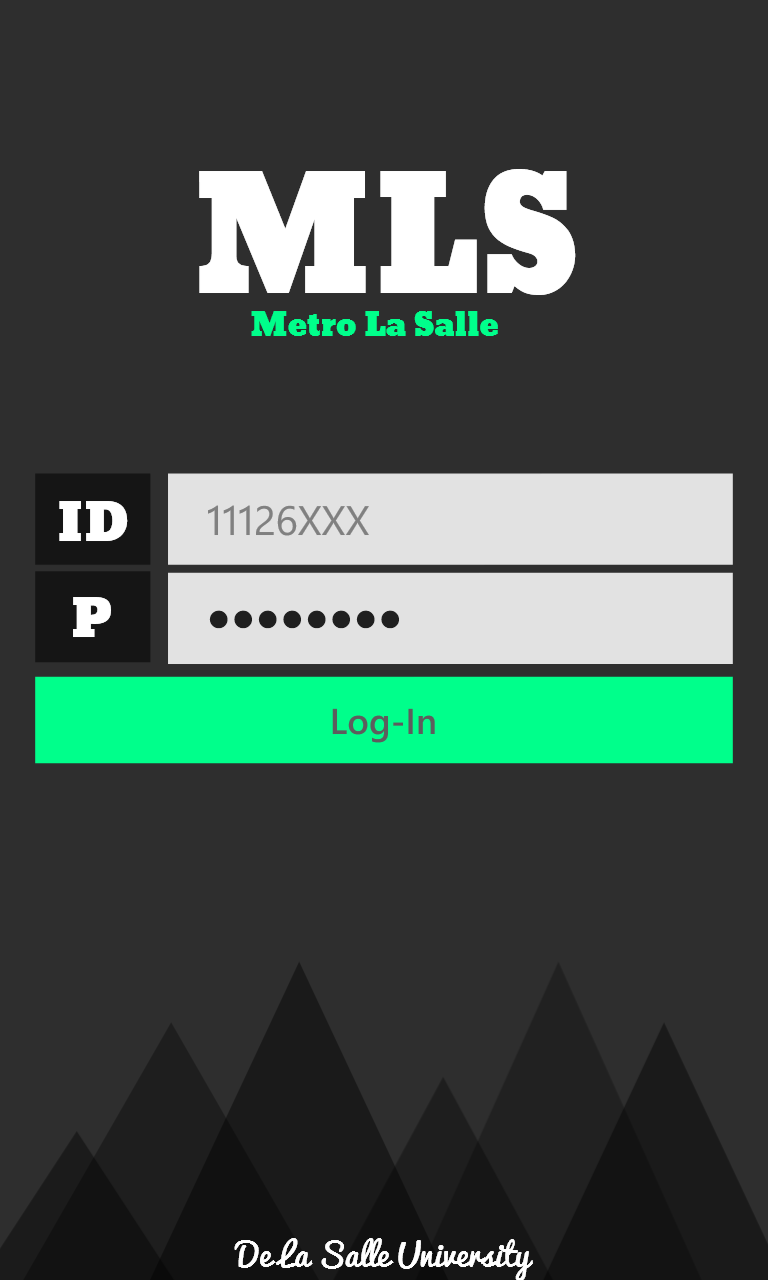 MLS
Metro La Salle
ID 11126XXX
P ●●●●●●●●
Log-In
De La Salle University